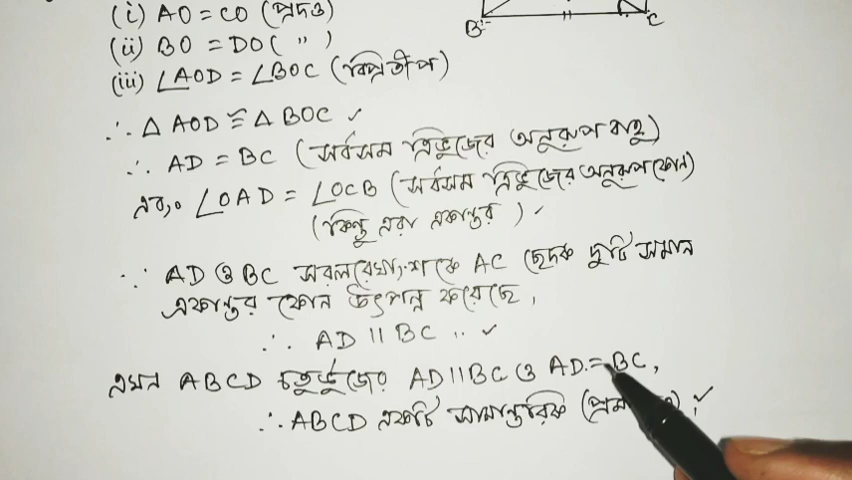 (i) AO = CO (প্রদত্ত)
(ii) BO = DO ( " )
(iii) ∠AOD = ∠BOC (বিপ্রতীপ)
B
C
∴ △ AOD ≅ △ BOC
∴ AD = BC (সর্বসম ত্রিভুজের অনুরূপ বাহু)
এবং ∠OAD = ∠OCB (সর্বসম ত্রিভুজের অনুরূপ কোন)
(কিন্তু এরা একান্তর)
∵ AD ও BC সরলরেখাংশকে AC ছেদক দুটি সমান
একান্তর কোন উৎপন্ন করেছে,
∴ AD || BC
এখন ABCD চতুর্ভুজের AD || BC ও AD = BC,
∴ ABCD একটি সামান্তরিক